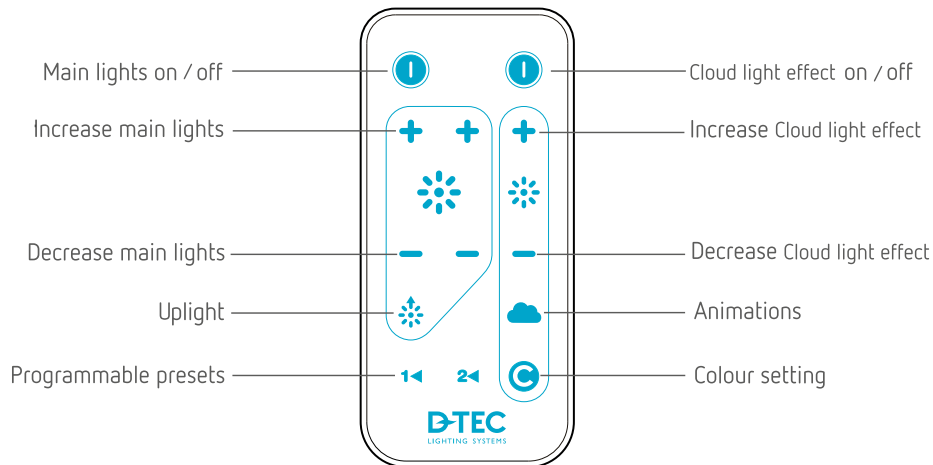 Main lights on / off
Cloud light effect on / off
Increase main lights
Increase Cloud light effect
Decrease main lights
Decrease Cloud light effect
Uplight
Animations
Programmable presets
1
2
Colour setting
D-TEC
LIGHTING SYSTEMS